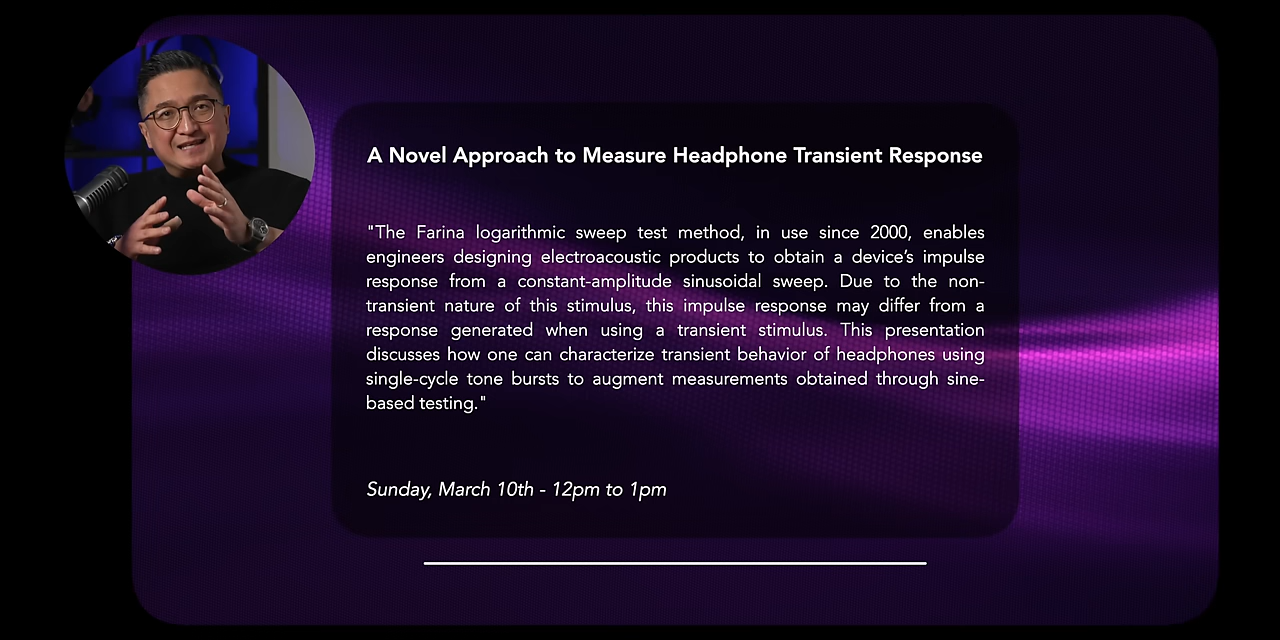 A Novel Approach to Measure Headphone Transient Response
"The Farina logarithmic sweep test method, in use since 2000, enables
engineers designing electroacoustic products to obtain a device’s impulse
response from a constant-amplitude sinusoidal sweep. Due to the non-
transient nature of this stimulus, this impulse response may differ from a
response generated when using a transient stimulus. This presentation
discusses how one can characterize transient behavior of headphones using
single-cycle tone bursts to augment measurements obtained through sine-
based testing."
Sunday, March 10th - 12pm to 1pm